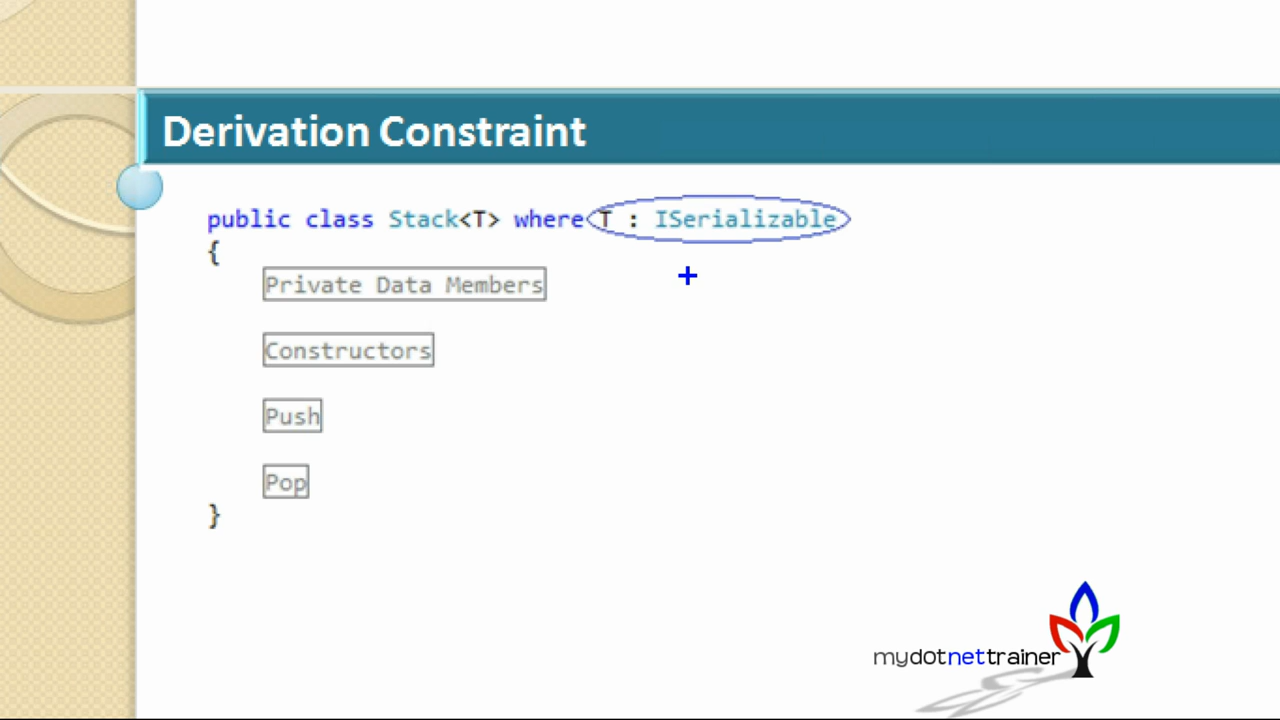 Derivation Constraint
public class Stack<T> where T : ISerializable
{
Private Data Members
Constructors
Push
Pop
}
mydotnettrainer